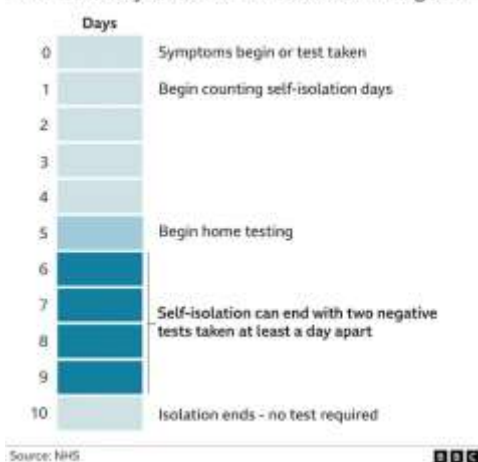 Days
0 Symptoms begin or test taken
1 Begin counting self-isolation days
2
3
4
5 Begin home testing
6
7 Self-isolation can end with two negative
8 tests taken at least a day apart
9
10 Isolation ends - no test required
Source: NHS
BBC